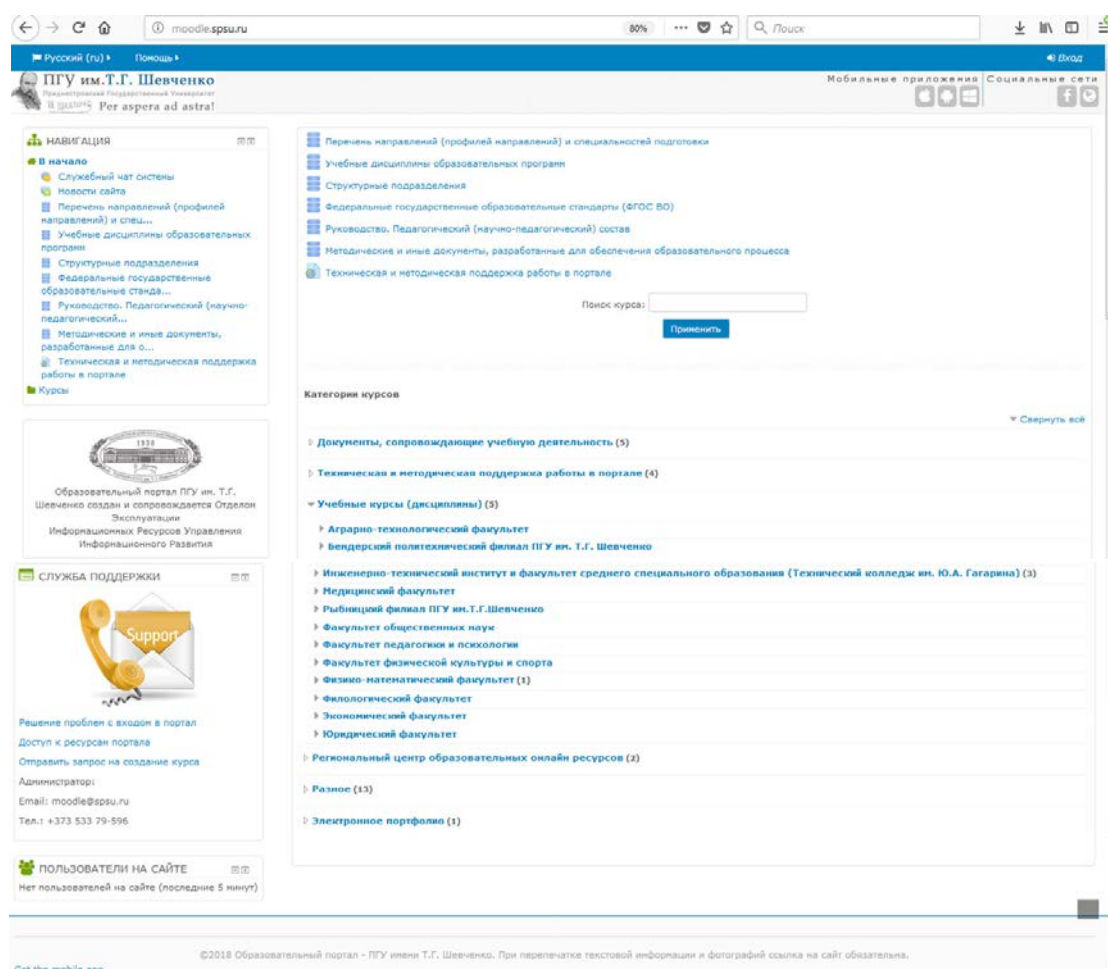 moodle.spsu.ru
80%
Поиск
Русский (ru)
Помощь
Вход
ПГУ им.Т.Г. Шевченко
Приднестровский Государственный Университет
Per aspera ad astra!
Мобильные приложения
Социальные сети
НАВИГАЦИЯ
В начало
Служебный чат системы
Новости сайта
Перечень направлений (профилей
направлений) и спец...
Учебные дисциплины образовательных
программ
Структурные подразделения
Федеральные государственные
образовательные станда...
Руководство. Педагогический (научно-
педагогический...
Методические и иные документы,
разработанные для о...
Техническая и методическая поддержка
работы в портале
Курсы
1930
Образовательный портал ПГУ им. Т.Г.
Шевченко создан и сопровождается Отделом
Эксплуатации
Информационных Ресурсов Управления
Информационного Развития
СЛУЖБА ПОДДЕРЖКИ
Support
Решение проблем с входом в портал
Доступ к ресурсам портала
Отправить запрос на создание курса
Администратор:
Email: moodle@spsu.ru
Тел.: +373 533 79-596
ПОЛЬЗОВАТЕЛИ НА САЙТЕ
Нет пользователей на сайте (последние 5 минут)
Перечень направлений (профилей направлений) и специальностей подготовки
Учебные дисциплины образовательных программ
Структурные подразделения
Федеральные государственные образовательные стандарты (ФГОС ВО)
Руководство. Педагогический (научно-педагогический) состав
Методические и иные документы, разработанные для обеспечения образовательного процесса
Техническая и методическая поддержка работы в портале
Поиск курса:
Применить
Категории курсов
Свернуть всё
Документы, сопровождающие учебную деятельность (5)
Техническая и методическая поддержка работы в портале (4)
Учебные курсы (дисциплины) (5)
Аграрно-технологический факультет
Бендерский политехнический филиал ПГУ им. Т.Г. Шевченко
Инженерно-технический институт и факультет среднего специального образования (Технический колледж им. Ю.А. Гагарина) (3)
Медицинский факультет
Рыбницкий филиал ПГУ им.Т.Г.Шевченко
Факультет общественных наук
Факультет педагогики и психологии
Факультет физической культуры и спорта
Физико-математический факультет (1)
Филологический факультет
Экономический факультет
Юридический факультет
Региональный центр образовательных онлайн ресурсов (2)
Разное (13)
Электронное портфолио (1)
©2018 Образовательный портал - ПГУ имени Т.Г. Шевченко. При перепечатке текстовой информации и фотографий ссылка на сайт обязательна.
Get the mobile app